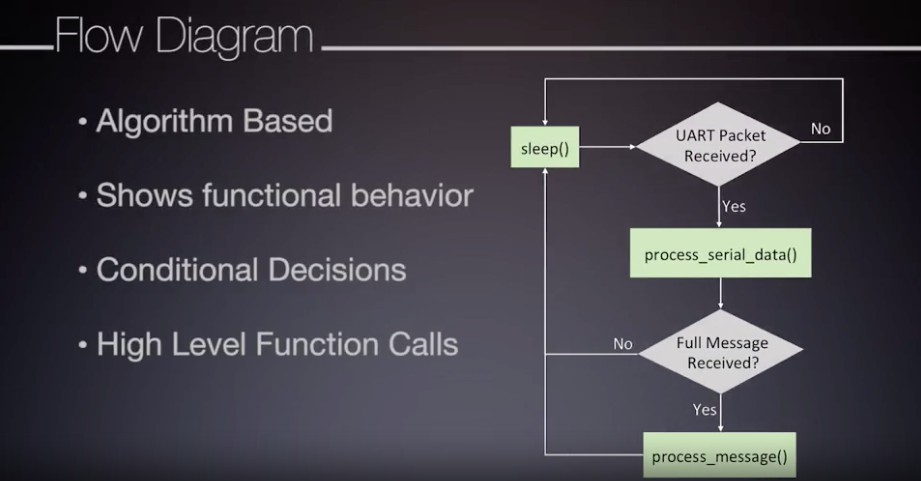 Flow Diagram
• Algorithm Based
• Shows functional behavior
• Conditional Decisions
• High Level Function Calls
sleep()
UART Packet
Received?
No
Yes
process_serial_data()
Full Message
Received?
No
Yes
process_message()